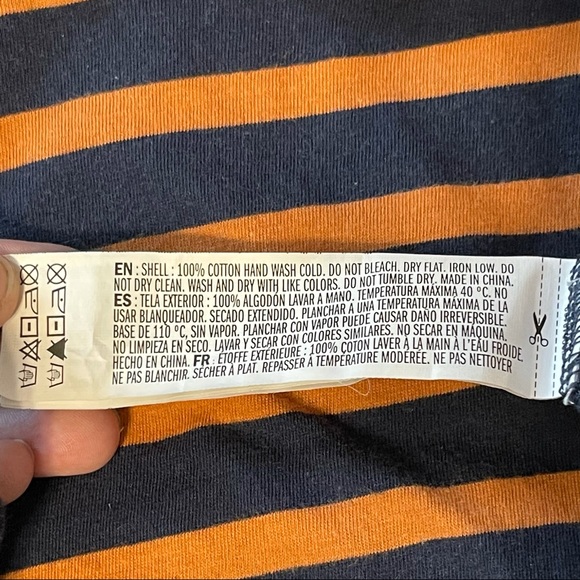 EN : SHELL : 100% COTTON HAND WASH COLD. DO NOT BLEACH. DRY FLAT. IRON LOW. DO
NOT DRY CLEAN. WASH AND DRY WITH LIKE COLORS. DO NOT TUMBLE DRY. MADE IN CHINA.
ES : TELA EXTERIOR : 100% ALGODÓN LAVAR A MANO. TEMPERATURA MÁXIMA 40 °C. NO
USAR BLANQUEADOR. SECADO EXTENDIDO. PLANCHAR A UNA TEMPERATURA MÁXIMA DE LA
BASE DE 110 °C, SIN VAPOR. PLANCHAR CON VAPOR PUEDE CAUSAR DAÑO IRREVERSIBLE.
NO LIMPIEZA EN SECO. LAVAR Y SECAR CON COLORES SIMILARES. NO SECAR EN MÁQUINA.
HECHO EN CHINA. FR : ÉTOFFE EXTÉRIEURE : 100% COTON LAVER À LA MAIN À L'EAU FROIDE.
NE PAS BLANCHIR. SÉCHER À PLAT. REPASSER À TEMPÉRATURE MODÉRÉE. NE PAS NETTOYER